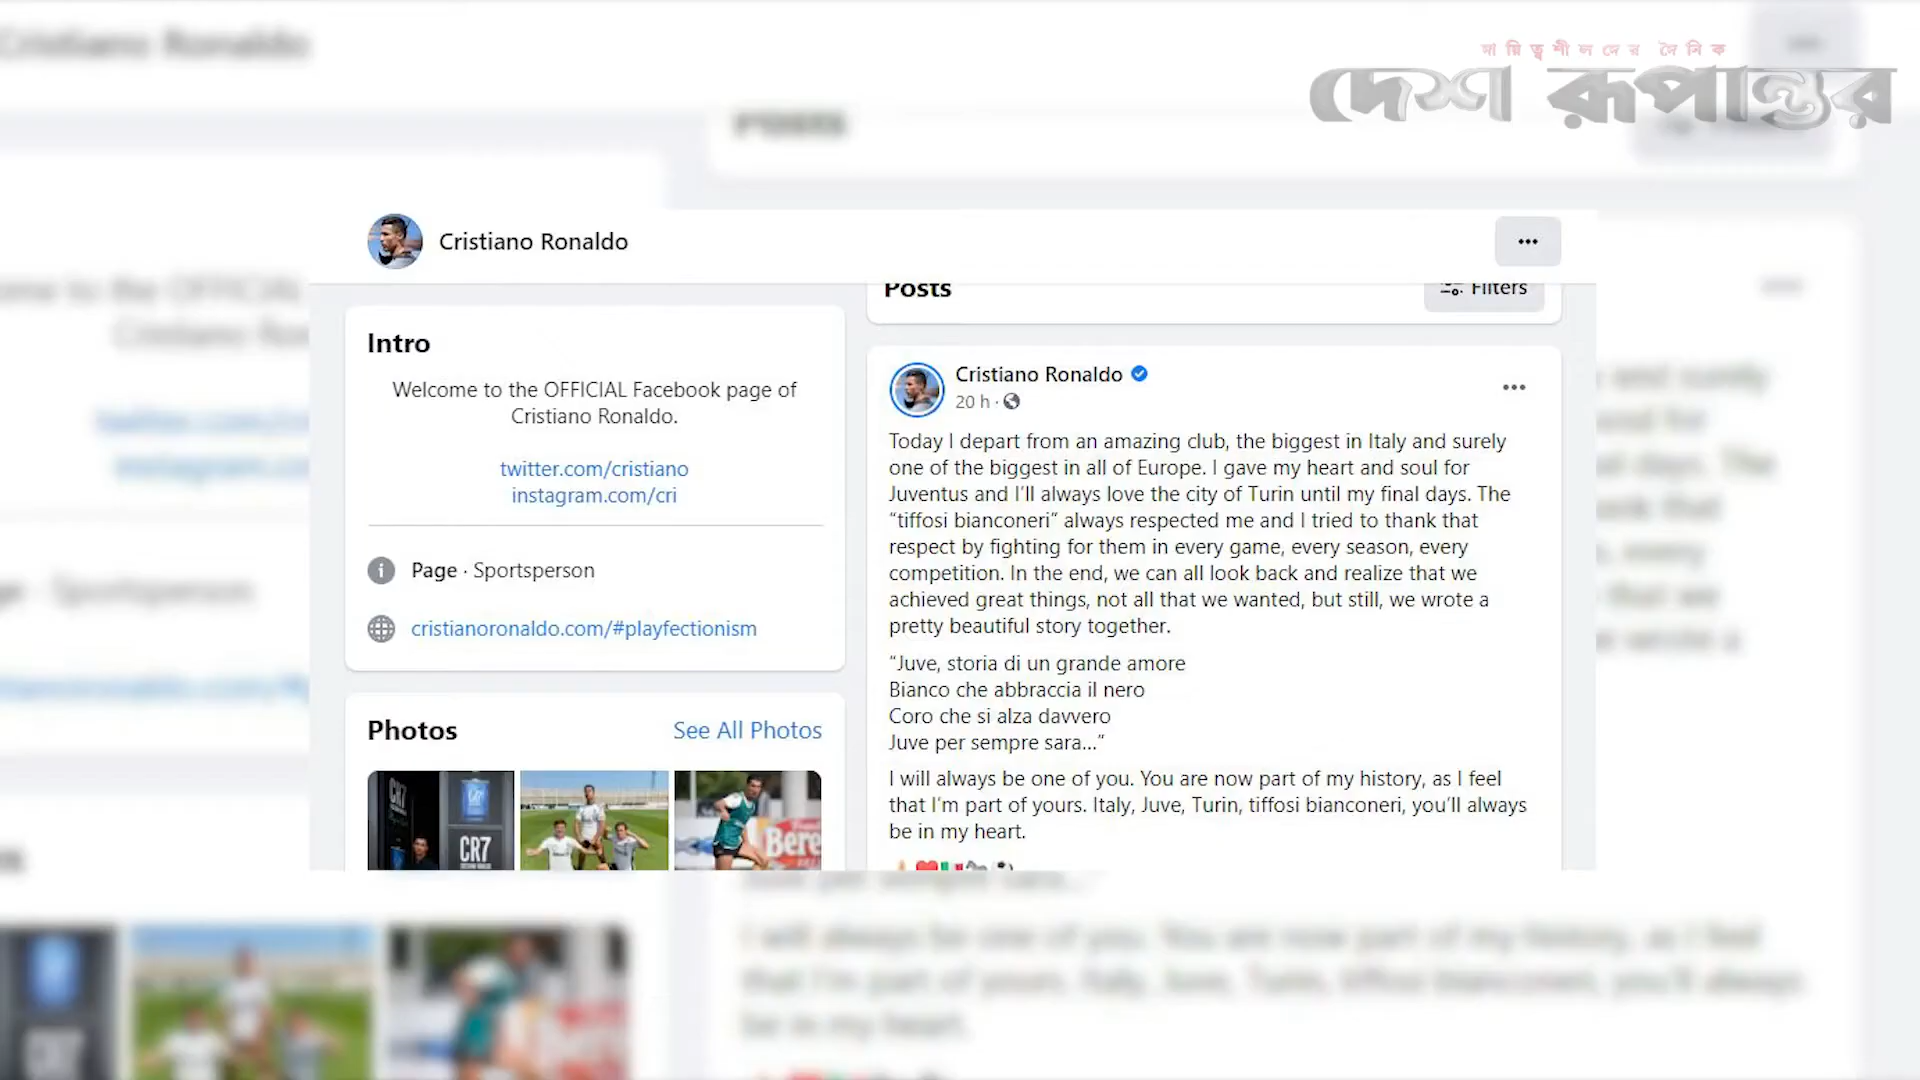 দায়িত্বশীলদের দৈনিক
দেশ রূপান্তর
Cristiano Ronaldo
Posts
Filters
Intro
Welcome to the OFFICIAL Facebook page of
Cristiano Ronaldo.
twitter.com/cristiano
instagram.com/cri
Page · Sportsperson
cristianoronaldo.com/#playfectionism
Photos
See All Photos
CR7
CR7
Bere
Cristiano Ronaldo
20 h ·
Today I depart from an amazing club, the biggest in Italy and surely
one of the biggest in all of Europe. I gave my heart and soul for
Juventus and I’ll always love the city of Turin until my final days. The
“tiffosi bianconeri” always respected me and I tried to thank that
respect by fighting for them in every game, every season, every
competition. In the end, we can all look back and realize that we
achieved great things, not all that we wanted, but still, we wrote a
pretty beautiful story together.
“Juve, storia di un grande amore
Bianco che abbraccia il nero
Coro che si alza davvero
Juve per sempre sara...”
I will always be one of you. You are now part of my history, as I feel
that I’m part of yours. Italy, Juve, Turin, tiffosi bianconeri, you’ll always
be in my heart.